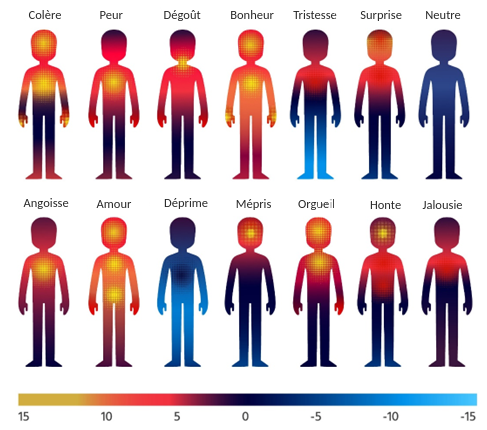 Colère Peur Dégoût Bonheur Tristesse Surprise Neutre
Angoisse Amour Déprime Mépris Orgueil Honte Jalousie
15 10 5 0 -5 -10 -15